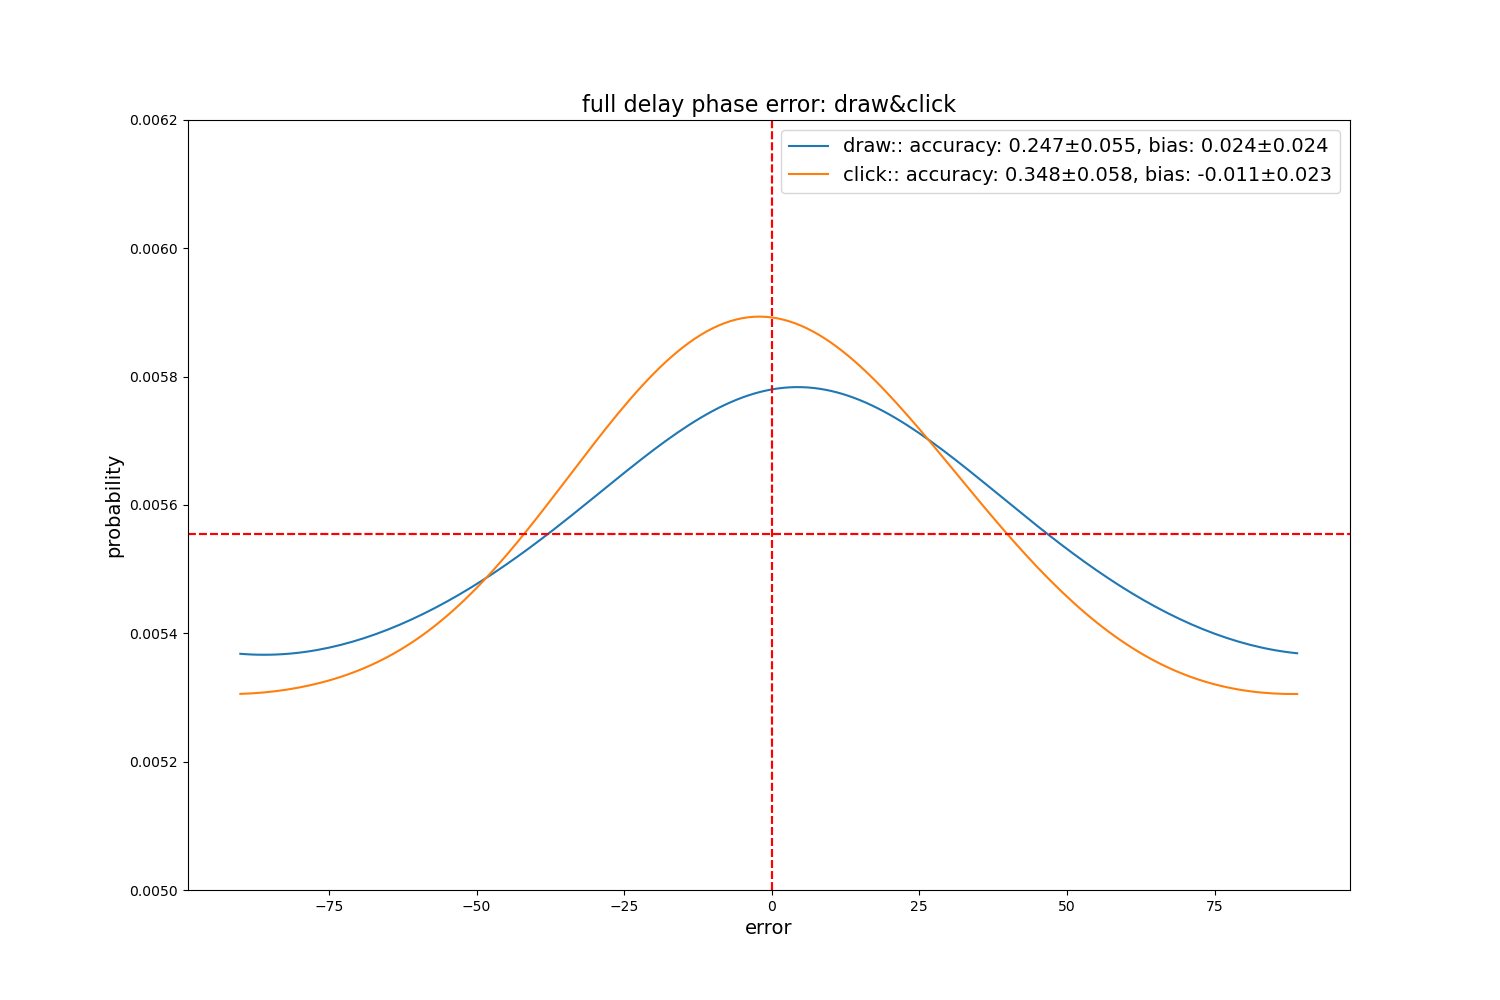 full delay phase error: draw&click
draw:: accuracy: 0.247±0.055, bias: 0.024±0.024
click:: accuracy: 0.348±0.058, bias: -0.011±0.023
probability
0.0062
0.0060
0.0058
0.0056
0.0054
0.0052
0.0050
−75 −50 −25 0 25 50 75
error